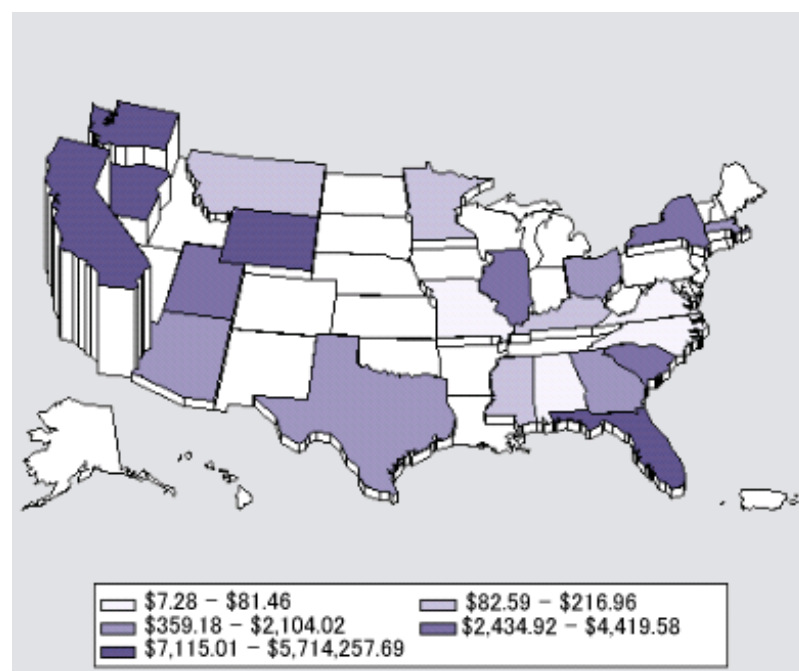 $7.28 – $81.46 $82.59 – $216.96
$359.18 – $2,104.02 $2,434.92 – $4,419.58
$7,115.01 – $5,714,257.69